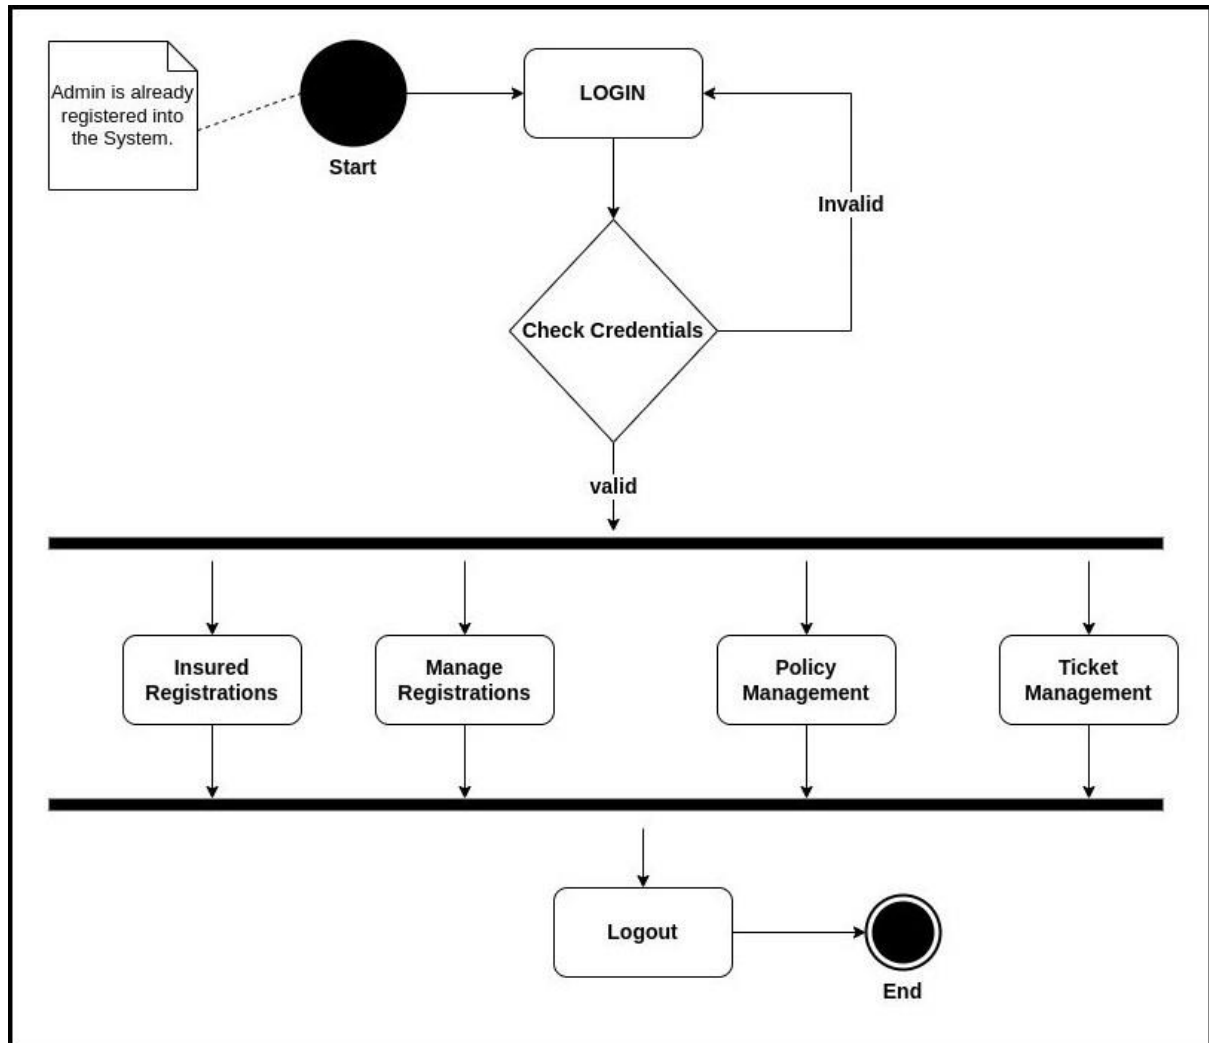 Admin is already
registered into
the System.
Start
LOGIN
Invalid
Check Credentials
valid
Insured
Registrations
Manage
Registrations
Policy
Management
Ticket
Management
Logout
End